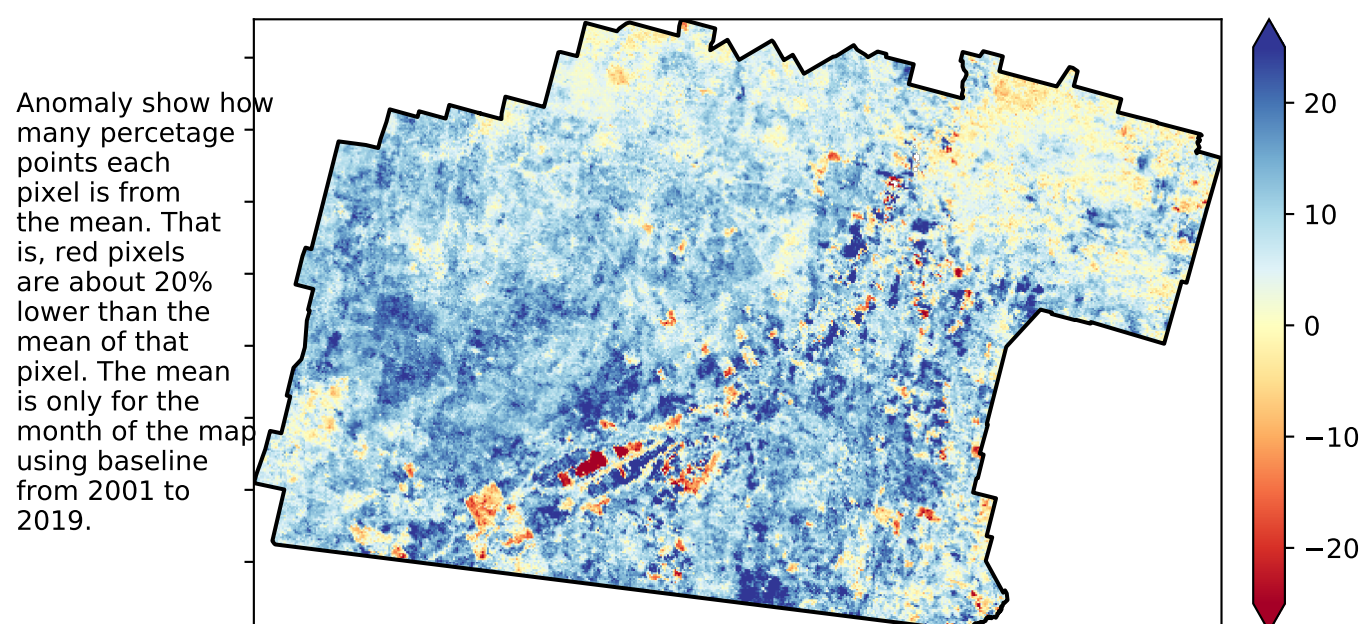 Anomaly show how
many percetage
points each
pixel is from
the mean. That
is, red pixels
are about 20%
lower than the
mean of that
pixel. The mean
is only for the
month of the map
using baseline
from 2001 to
2019.
20
10
0
−10
−20